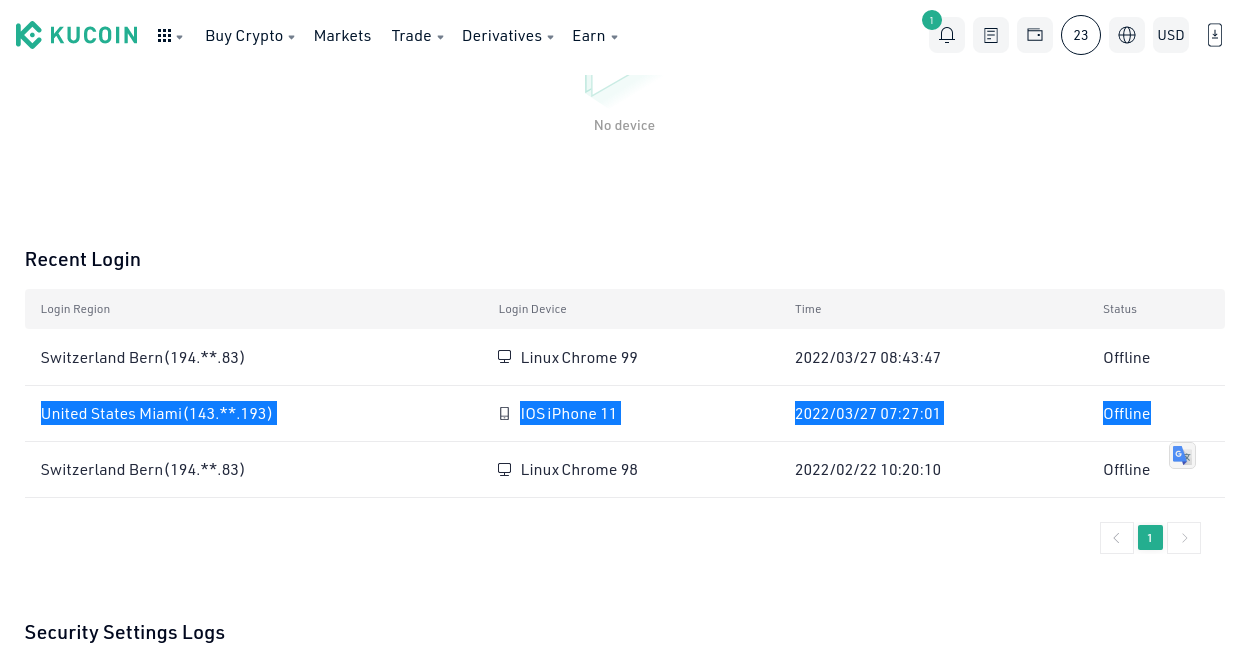 KUCOIN Buy Crypto Markets Trade Derivatives Earn 1 23 USD
No device
Recent Login
Login Region Login Device Time Status
Switzerland Bern(194.**.83) Linux Chrome 99 2022/03/27 08:43:47 Offline
United States Miami(143.**.193) IOS iPhone 11 2022/03/27 07:27:01 Offline
Switzerland Bern(194.**.83) Linux Chrome 98 2022/02/22 10:20:10 Offline
1
Security Settings Logs